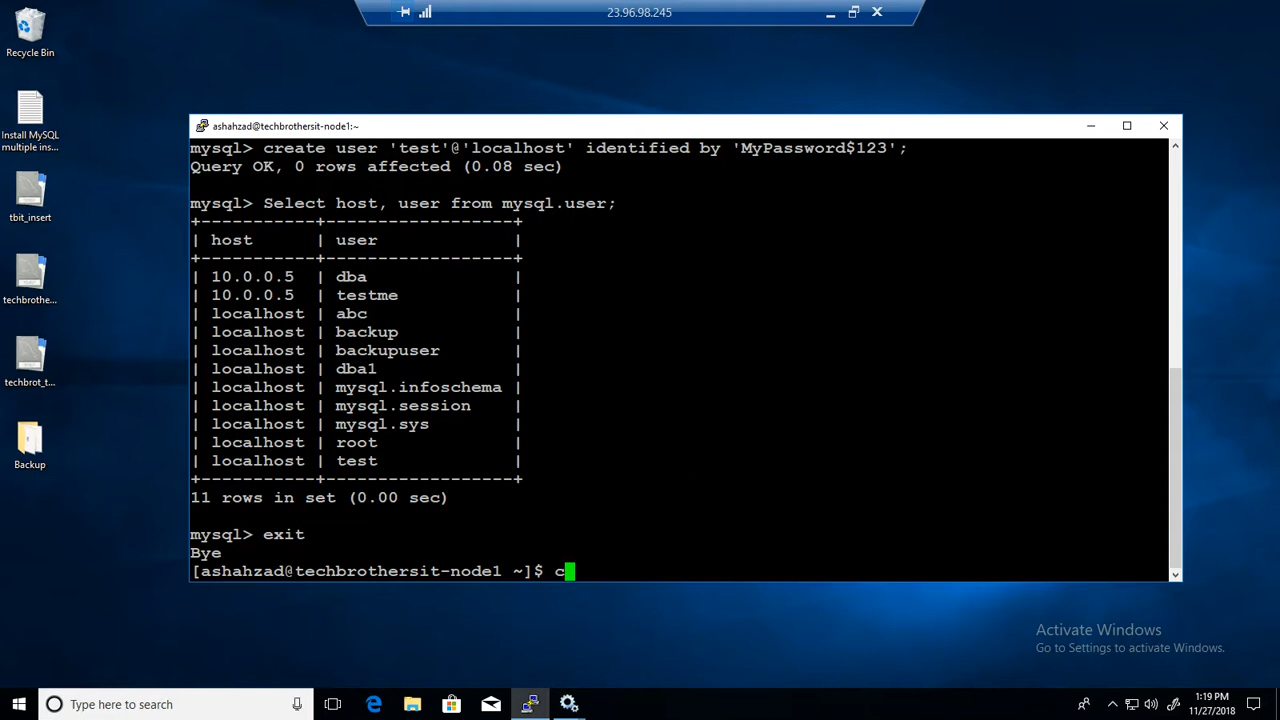 23.96.98.245
Recycle Bin
Install MySQL
multiple ins...
tbit_insert
techbrothe...
techbrot_t...
Backup
ashahzad@techbrothersit-node1:~
mysql> create user 'test'@'localhost' identified by 'MyPassword$123';
Query OK, 0 rows affected (0.08 sec)
mysql> Select host, user from mysql.user;
+-----------+------------------+
| host      | user             |
+-----------+------------------+
| 10.0.0.5  | dba              |
| 10.0.0.5  | testme           |
| localhost | abc              |
| localhost | backup           |
| localhost | backupuser       |
| localhost | dba1             |
| localhost | mysql.infoschema |
| localhost | mysql.session    |
| localhost | mysql.sys        |
| localhost | root             |
| localhost | test             |
+-----------+------------------+
11 rows in set (0.00 sec)
mysql> exit
Bye
[ashahzad@techbrothersit-node1 ~]$ c
Activate Windows
Go to Settings to activate Windows.
Type here to search
1:19 PM
11/27/2018